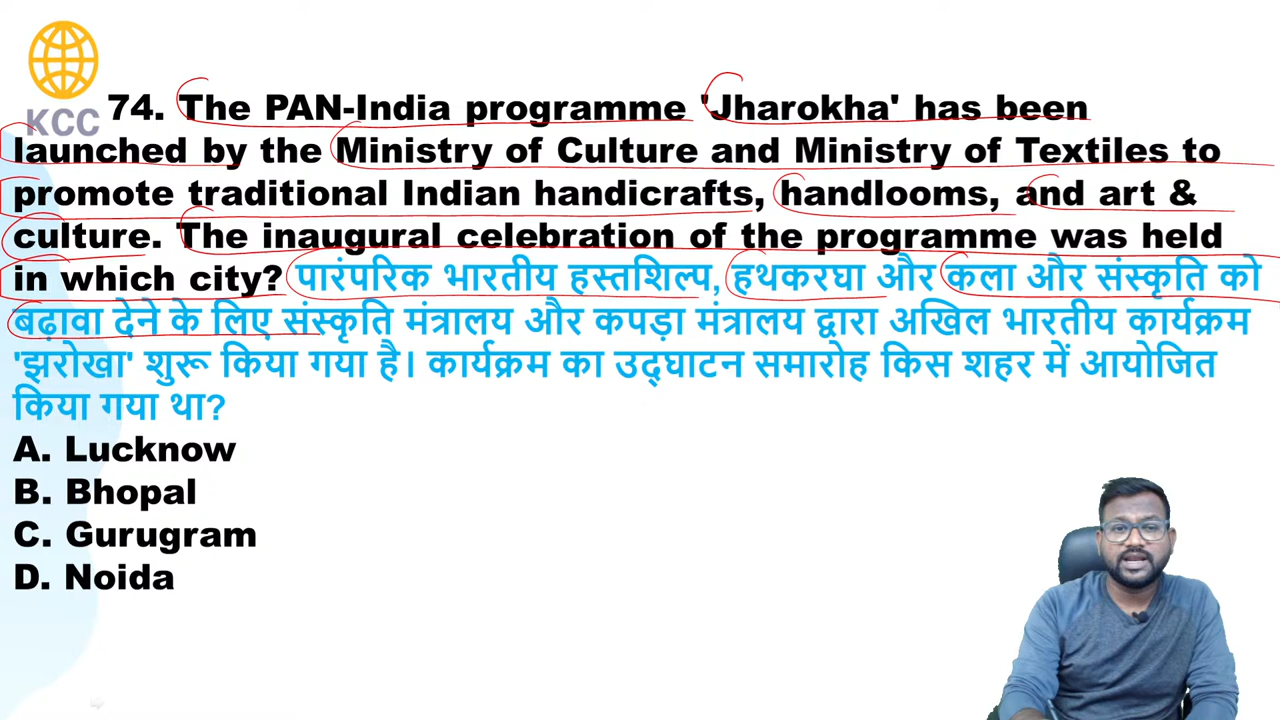 KCC
74. The PAN-India programme 'Jharokha' has been
launched by the Ministry of Culture and Ministry of Textiles to
promote traditional Indian handicrafts, handlooms, and art &
culture. The inaugural celebration of the programme was held
in which city? पारंपरिक भारतीय हस्तशिल्प, हथकरघा और कला और संस्कृति को
बढ़ावा देने के लिए संस्कृति मंत्रालय और कपड़ा मंत्रालय द्वारा अखिल भारतीय कार्यक्रम
'झरोखा' शुरू किया गया है। कार्यक्रम का उद्घाटन समारोह किस शहर में आयोजित
किया गया था?
A. Lucknow
B. Bhopal
C. Gurugram
D. Noida